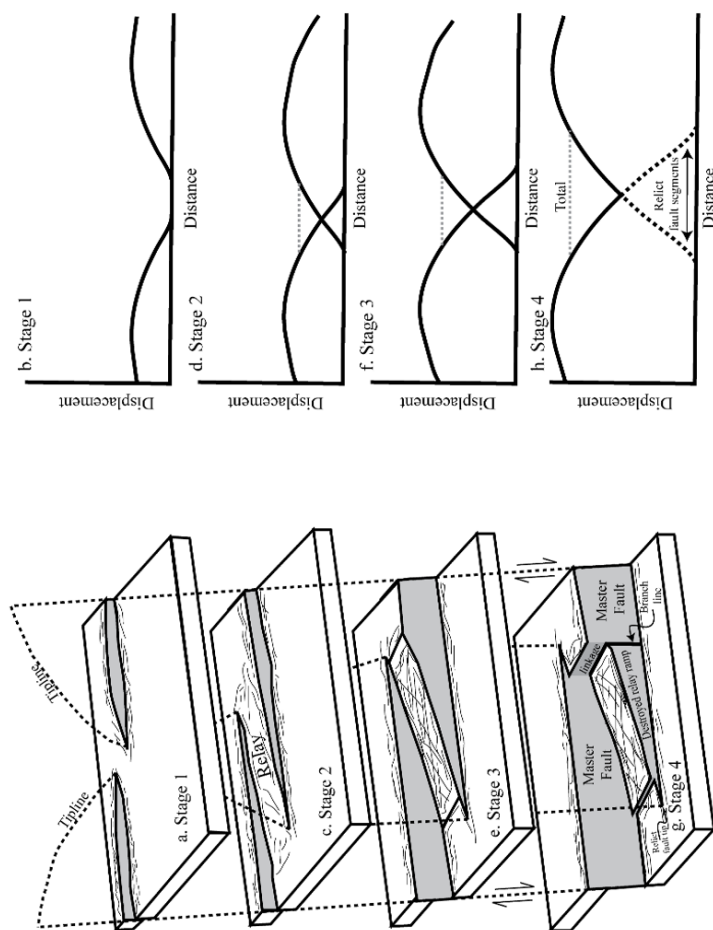 Tipline
Tipline
a. Stage 1
b. Stage 1
Displacement
Distance
Relay
c. Stage 2
d. Stage 2
Displacement
Distance
e. Stage 3
f. Stage 3
Displacement
Distance
Master
Fault
linkage
Master
Fault
Branch
line
Destroyed relay ramp
Relict
fault tip
g. Stage 4
h. Stage 4
Displacement
Total
Relict
fault segments
Distance